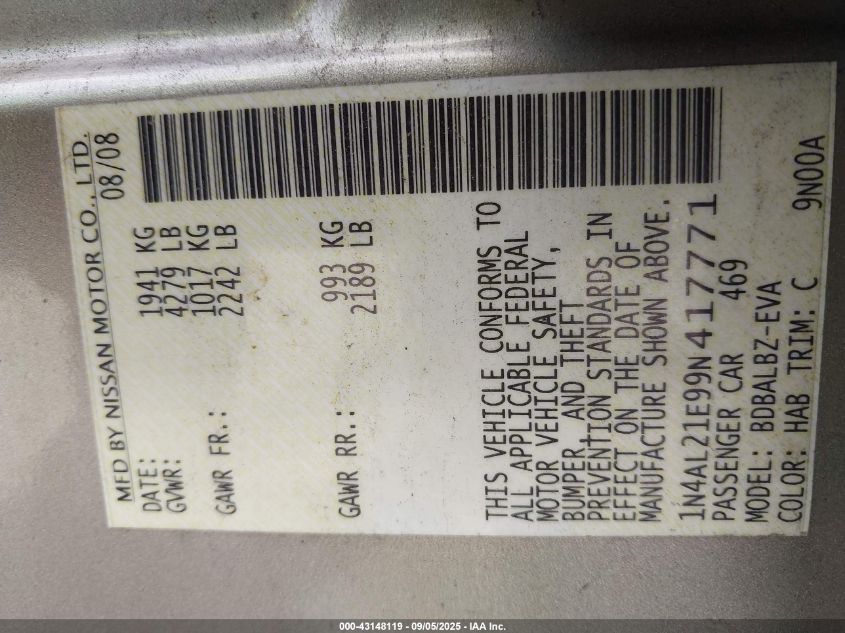 MFD BY NISSAN MOTOR CO., LTD.
DATE: 08/08
GVWR: 1941 KG
4279 LB
GAWR FR.: 1017 KG
2242 LB
GAWR RR.: 993 KG
2189 LB
THIS VEHICLE CONFORMS TO
ALL APPLICABLE FEDERAL
MOTOR VEHICLE SAFETY,
BUMPER, AND THEFT
PREVENTION STANDARDS IN
EFFECT ON THE DATE OF
MANUFACTURE SHOWN ABOVE.
1N4AL21E99N417771
PASSENGER CAR 469
MODEL: BDBALBZ-EVA
COLOR: HAB TRIM: C 9N00A
000-43148119 - 09/05/2025 - IAA Inc.